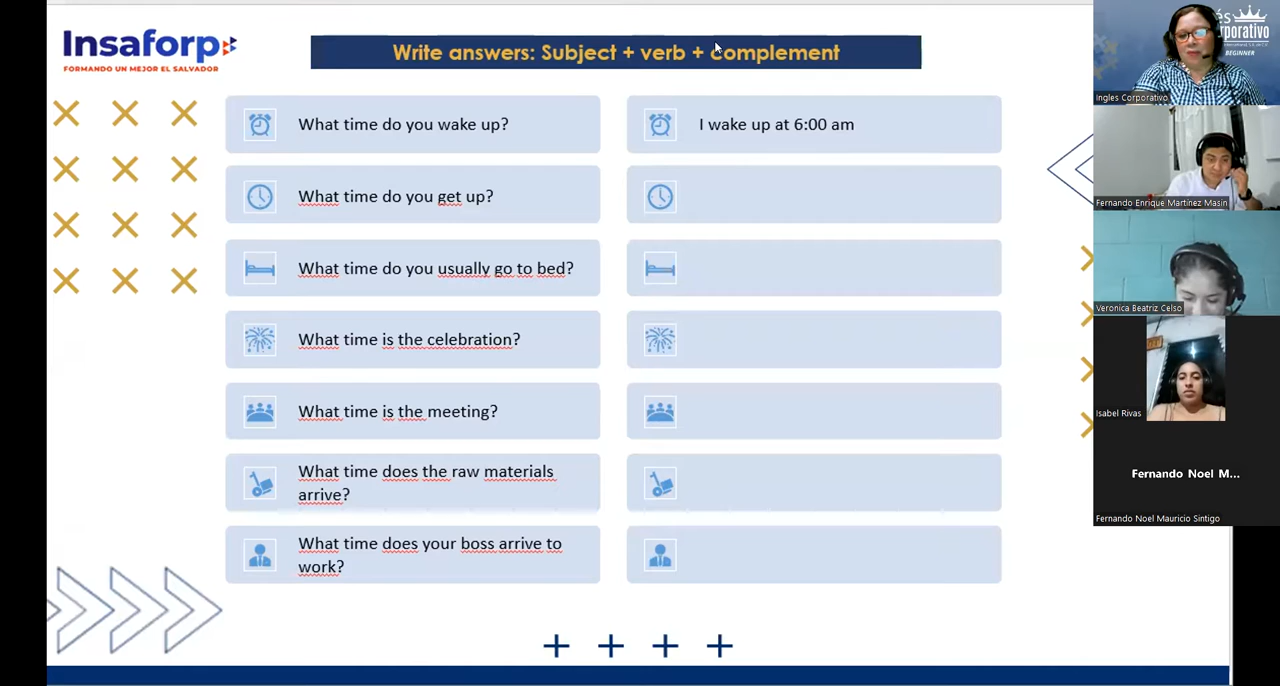 Insaforp
FORMANDO UN MEJOR EL SALVADOR
Write answers: Subject + verb + complement
What time do you wake up?
I wake up at 6:00 am
What time do you get up?
What time do you usually go to bed?
What time is the celebration?
What time is the meeting?
What time does the raw materials
arrive?
What time does your boss arrive to
work?
és
rporativo
BEGINNER
Ingles Corporativo
Fernando Enrique Martinez Masin
Veronica Beatriz Celso
Isabel Rivas
Fernando Noel M...
Fernando Noel Mauricio Sintigo